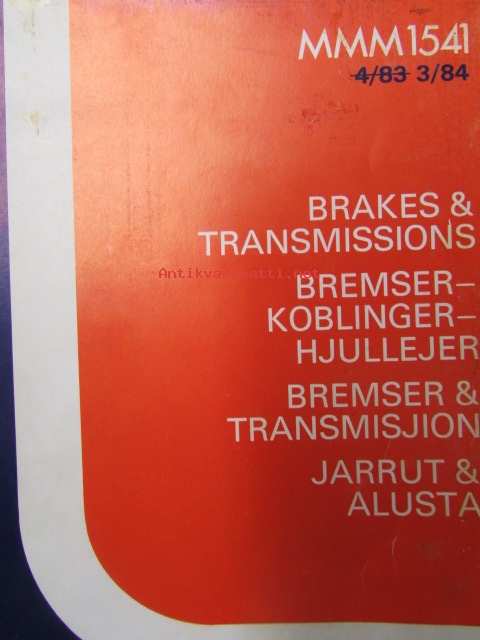 MMM1541
4/83 3/84
BRAKES &
TRANSMISSIONS
BREMSER–
KOBLINGER–
HJULLEJER
BREMSER &
TRANSMISJION
JARRUT &
ALUSTA